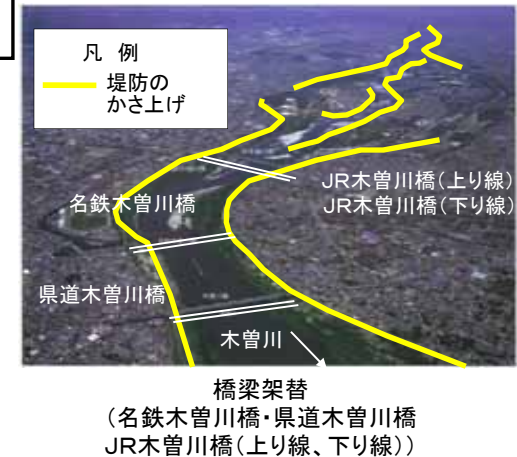 凡 例
堤防の
かさ上げ
JR木曽川橋(上り線)
JR木曽川橋(下り線)
名鉄木曽川橋
県道木曽川橋
木曽川
橋梁架替
(名鉄木曽川橋・県道木曽川橋
JR木曽川橋(上り線、下り線))